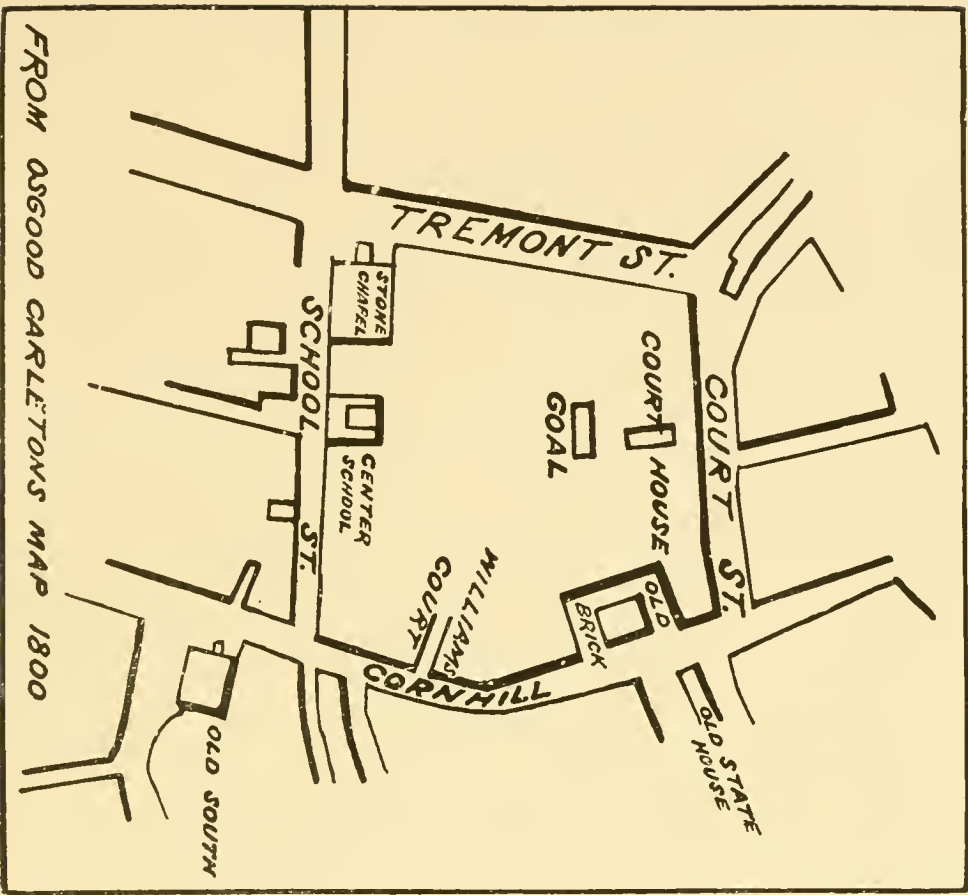 TREMONT ST.
STONE
CHAPEL
SCHOOL ST.
CENTER
SCHOOL
COURT HOUSE
GOAL
COURT ST.
WILLIAMS
COURT
OLD
BRICK
CORNHILL
OLD STATE
HOUSE
OLD SOUTH
FROM OSGOOD CARLETONS MAP 1800